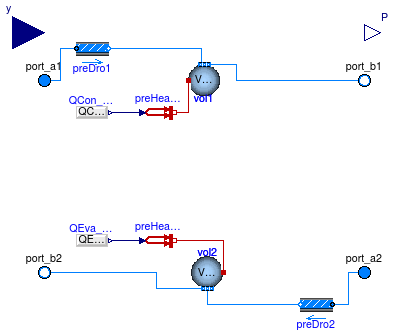 y
P
port_a1
preDro1
V...
vol1
port_b1
QCon_...
QC...
preHea...
QEva_...
QE...
preHea...
vol2
V...
port_b2
port_a2
preDro2